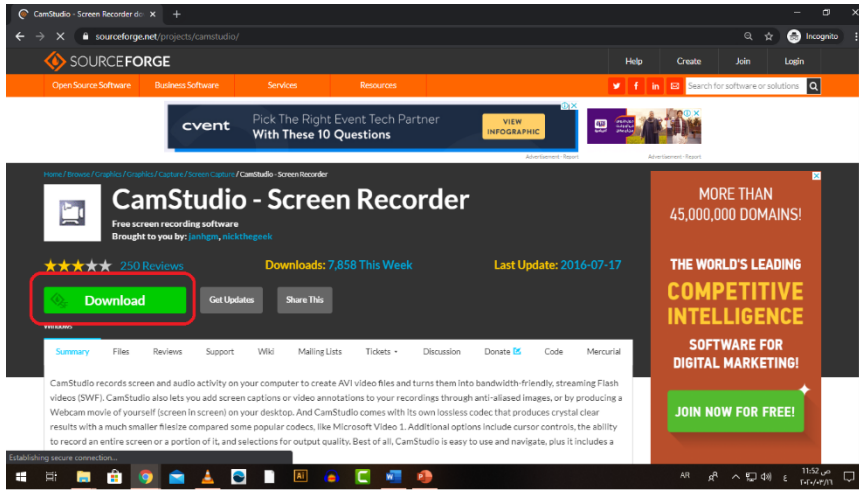 CamStudio - Screen Recorder do
sourceforge.net/projects/camstudio/
Incognito
SOURCEFORGE
Help Create Join Login
Open Source Software Business Software Services Resources
Search for software or solutions
cvent
Pick The Right Event Tech Partner
With These 10 Questions
VIEW
INFOGRAPHIC
Advertisement - Report
Advertisement - Report
Home / Browse / Graphics / Graphics / Capture / Screen Capture / CamStudio - Screen Recorder
CamStudio - Screen Recorder
Free screen recording software
Brought to you by: janhgm, nickthegeek
250 Reviews
Downloads: 7,858 This Week
Last Update: 2016-07-17
Download
Get Updates
Share This
Windows
Summary Files Reviews Support Wiki Mailing Lists Tickets Discussion Donate Code Mercurial
CamStudio records screen and audio activity on your computer to create AVI video files and turns them into bandwidth-friendly, streaming Flash
videos (SWF). CamStudio also lets you add screen captions or video annotations to your recordings through anti-aliased images, or by producing a
Webcam movie of yourself (screen in screen) on your desktop. And CamStudio comes with its own lossless codec that produces crystal clear
results with a much smaller filesize compared some popular codecs, like Microsoft Video 1. Additional options include cursor controls, the ability
to record an entire screen or a portion of it, and selections for output quality. Best of all, CamStudio is easy to use and navigate, plus it includes a
MORE THAN
45,000,000 DOMAINS!
THE WORLD'S LEADING
COMPETITIVE
INTELLIGENCE
SOFTWARE FOR
DIGITAL MARKETING!
JOIN NOW FOR FREE!
Establishing secure connection...
Ai
AR
ع
11:52 ص